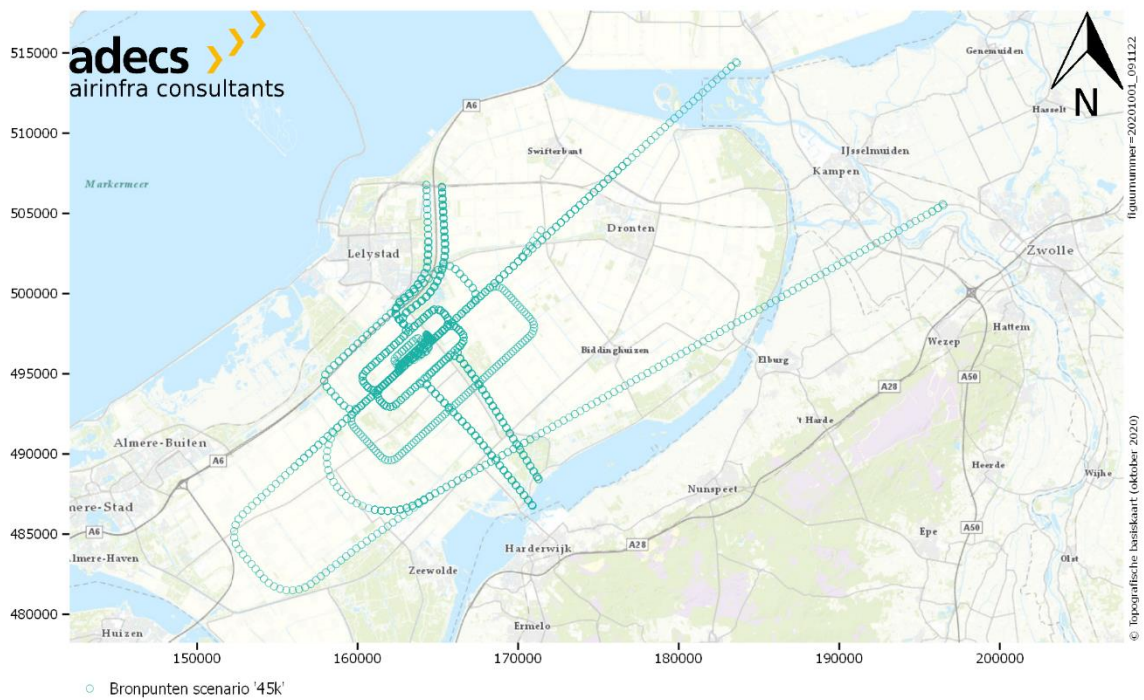 adecs
airinfra consultants
515000
510000
505000
500000
495000
490000
485000
480000
150000
160000
170000
180000
190000
200000
N
figuurnummer=20201001_091122
© Topografische basiskaart (oktober 2020)
Genemuiden
A6
Hasselt
Swifterbant
IJsselmuiden
Kampen
Markermeer
Dronten
Lelystad
Zwolle
Hattem
Wezep
Biddinghuizen
Elburg
A50
A28
't Harde
Almere-Buiten
A6
Heerde
Wijhe
Nunspeet
mere-Stad
A6
A50
Epe
Harderwijk
A28
Olst
lmere-Haven
Zeewolde
Ermelo
Huizen
Bronpunten scenario '45k'